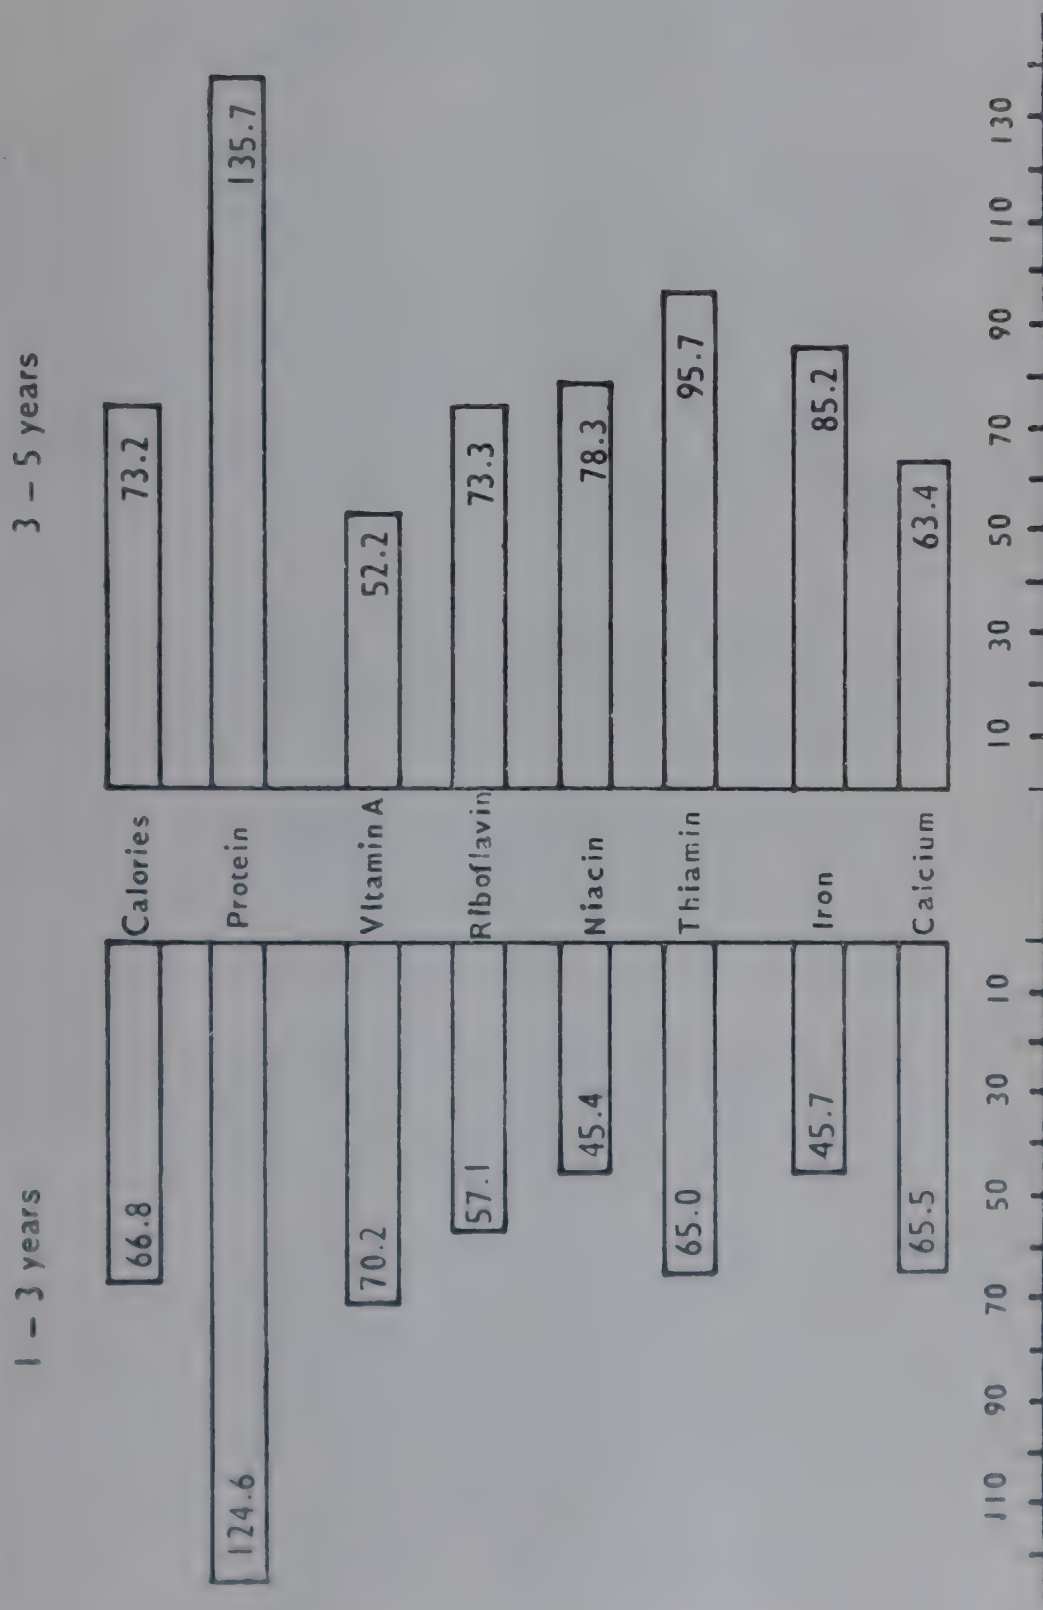 1 – 3 years
3 – 5 years
66.8
Calories
73.2
124.6
Protein
135.7
70.2
Vitamin A
52.2
57.1
Riboflavin
73.3
45.4
Niacin
78.3
65.0
Thiamin
95.7
45.7
Iron
85.2
65.5
Calcium
63.4
110 90 70 50 30 10 10 30 50 70 90 110 130